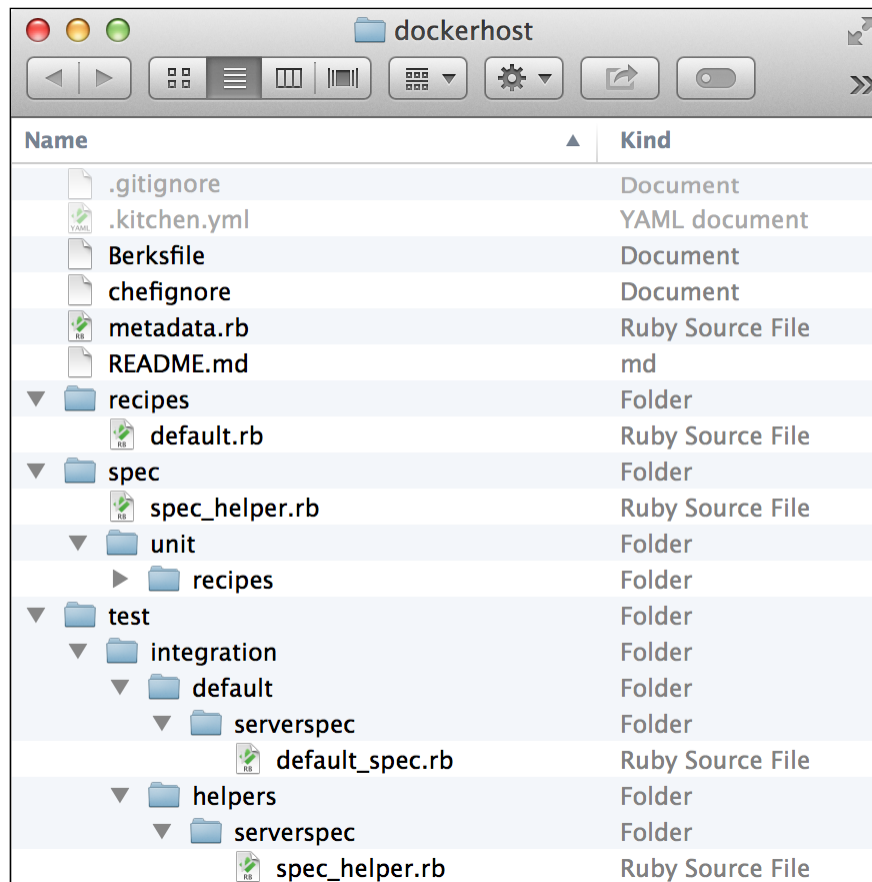 dockerhost
Name Kind
.gitignore Document
.kitchen.yml YAML document
Berksfile Document
chefignore Document
metadata.rb Ruby Source File
README.md md
recipes Folder
default.rb Ruby Source File
spec Folder
spec_helper.rb Ruby Source File
unit Folder
recipes Folder
test Folder
integration Folder
default Folder
serverspec Folder
default_spec.rb Ruby Source File
helpers Folder
serverspec Folder
spec_helper.rb Ruby Source File